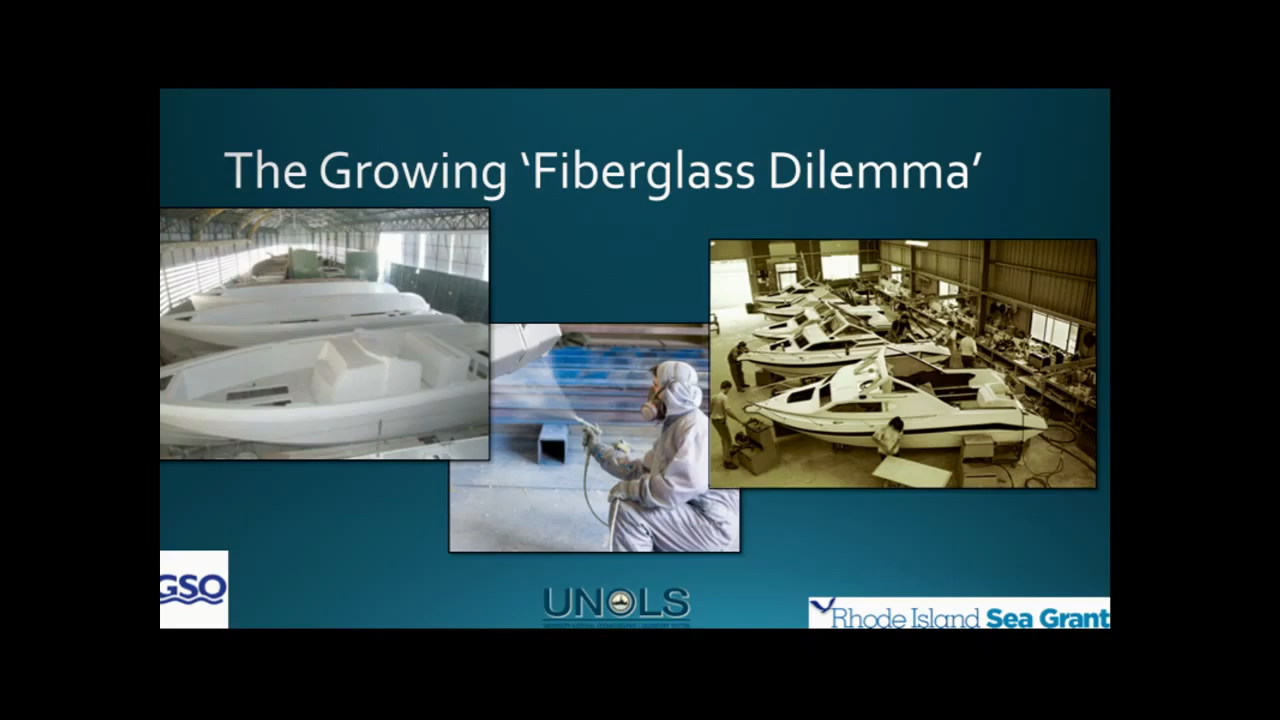 The Growing ‘Fiberglass Dilemma’
GSO
UNOLS
Rhode Island Sea Grant